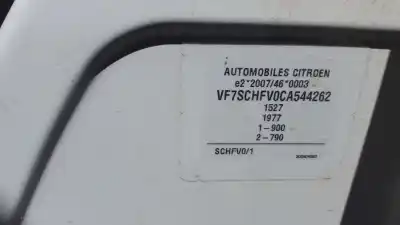 AUTOMOBILES CITROEN
e2*2007/46*0003-
VF7SCHFV0CA544262
1527
1977
1-900
2-790
SCHFV0/1